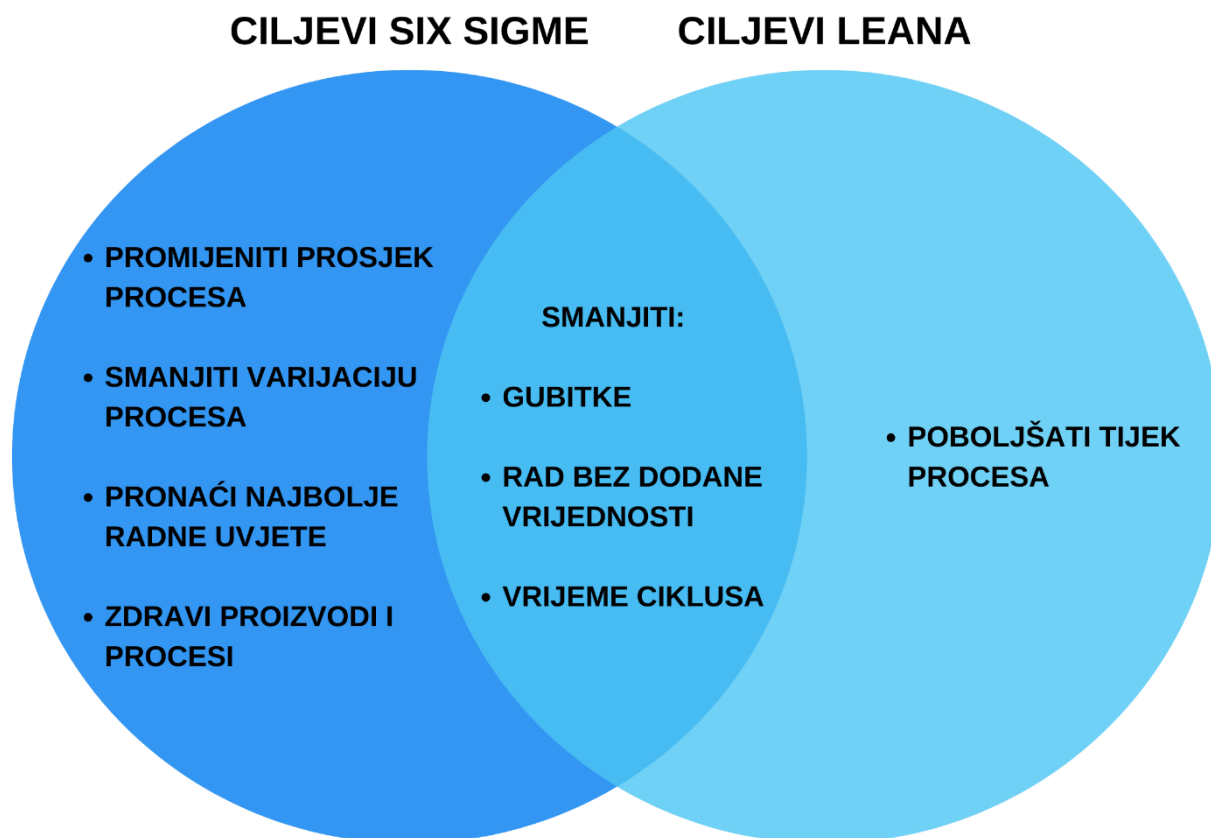 CILJEVI SIX SIGME
CILJEVI LEANA
• PROMIJENITI PROSJEK
PROCESA
• SMANJITI VARIJACIJU
PROCESA
• PRONAĆI NAJBOLJE
RADNE UVJETE
• ZDRAVI PROIZVODI I
PROCESI
SMANJITI:
• GUBITKE
• RAD BEZ DODANE
VRIJEDNOSTI
• VRIJEME CIKLUSA
• POBOLJŠATI TIJEK
PROCESA